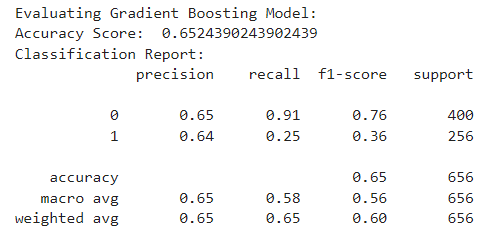 Evaluating Gradient Boosting Model:
Accuracy Score:  0.6524390243902439
Classification Report:
              precision    recall  f1-score   support

           0       0.65      0.91      0.76       400
           1       0.64      0.25      0.36       256

    accuracy                           0.65       656
   macro avg       0.65      0.58      0.56       656
weighted avg       0.65      0.65      0.60       656